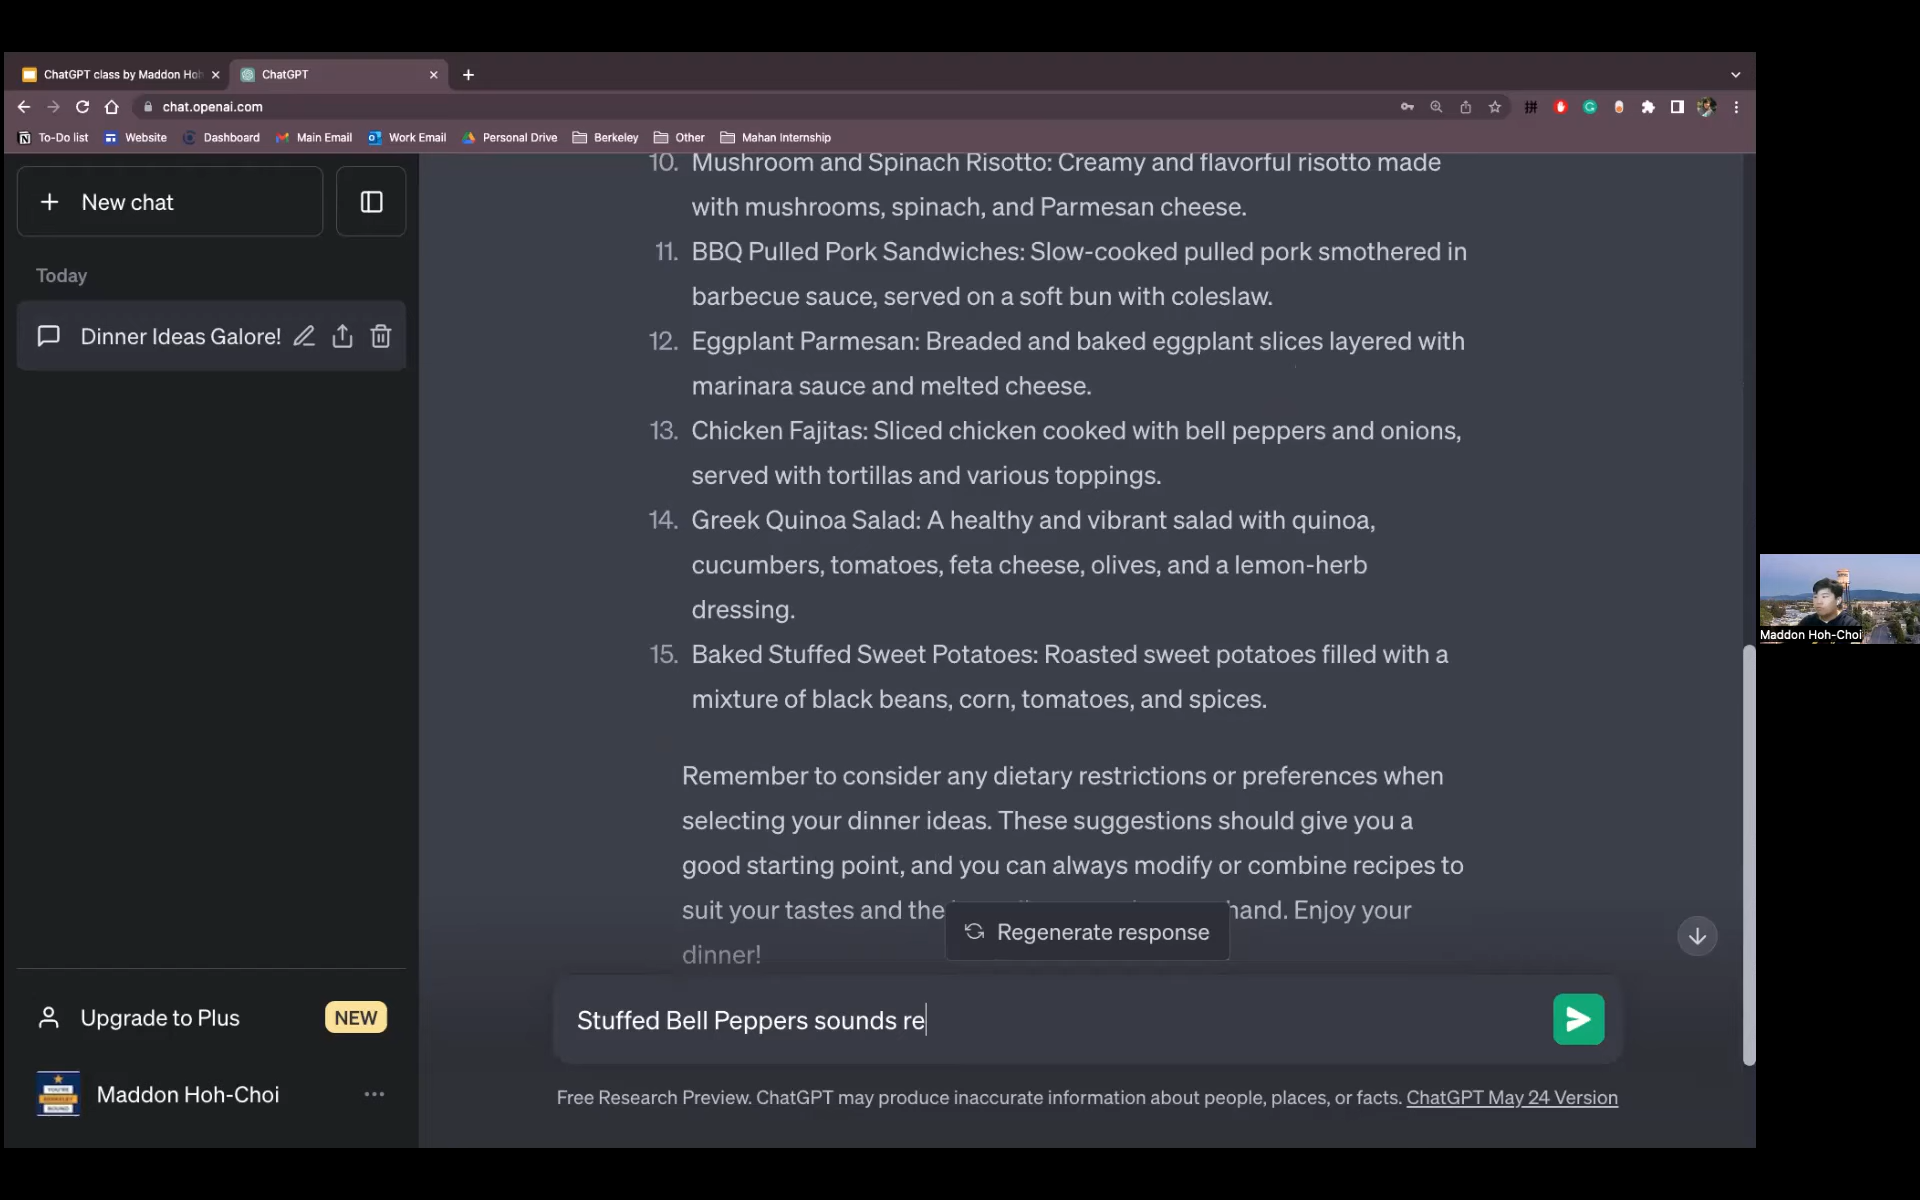 ChatGPT class by Maddon Hoh
ChatGPT
chat.openai.com
To-Do list
Website
Dashboard
Main Email
Work Email
Personal Drive
Berkeley
Other
Mahan Internship
New chat
Today
Dinner Ideas Galore!
10. Mushroom and Spinach Risotto: Creamy and flavorful risotto made
with mushrooms, spinach, and Parmesan cheese.
11. BBQ Pulled Pork Sandwiches: Slow-cooked pulled pork smothered in
barbecue sauce, served on a soft bun with coleslaw.
12. Eggplant Parmesan: Breaded and baked eggplant slices layered with
marinara sauce and melted cheese.
13. Chicken Fajitas: Sliced chicken cooked with bell peppers and onions,
served with tortillas and various toppings.
14. Greek Quinoa Salad: A healthy and vibrant salad with quinoa,
cucumbers, tomatoes, feta cheese, olives, and a lemon-herb
dressing.
15. Baked Stuffed Sweet Potatoes: Roasted sweet potatoes filled with a
mixture of black beans, corn, tomatoes, and spices.
Remember to consider any dietary restrictions or preferences when
selecting your dinner ideas. These suggestions should give you a
good starting point, and you can always modify or combine recipes to
suit your tastes and the hand. Enjoy your
dinner!
Regenerate response
Stuffed Bell Peppers sounds re
Free Research Preview. ChatGPT may produce inaccurate information about people, places, or facts. ChatGPT May 24 Version
Upgrade to Plus
NEW
Maddon Hoh-Choi
Maddon Hoh-Choi